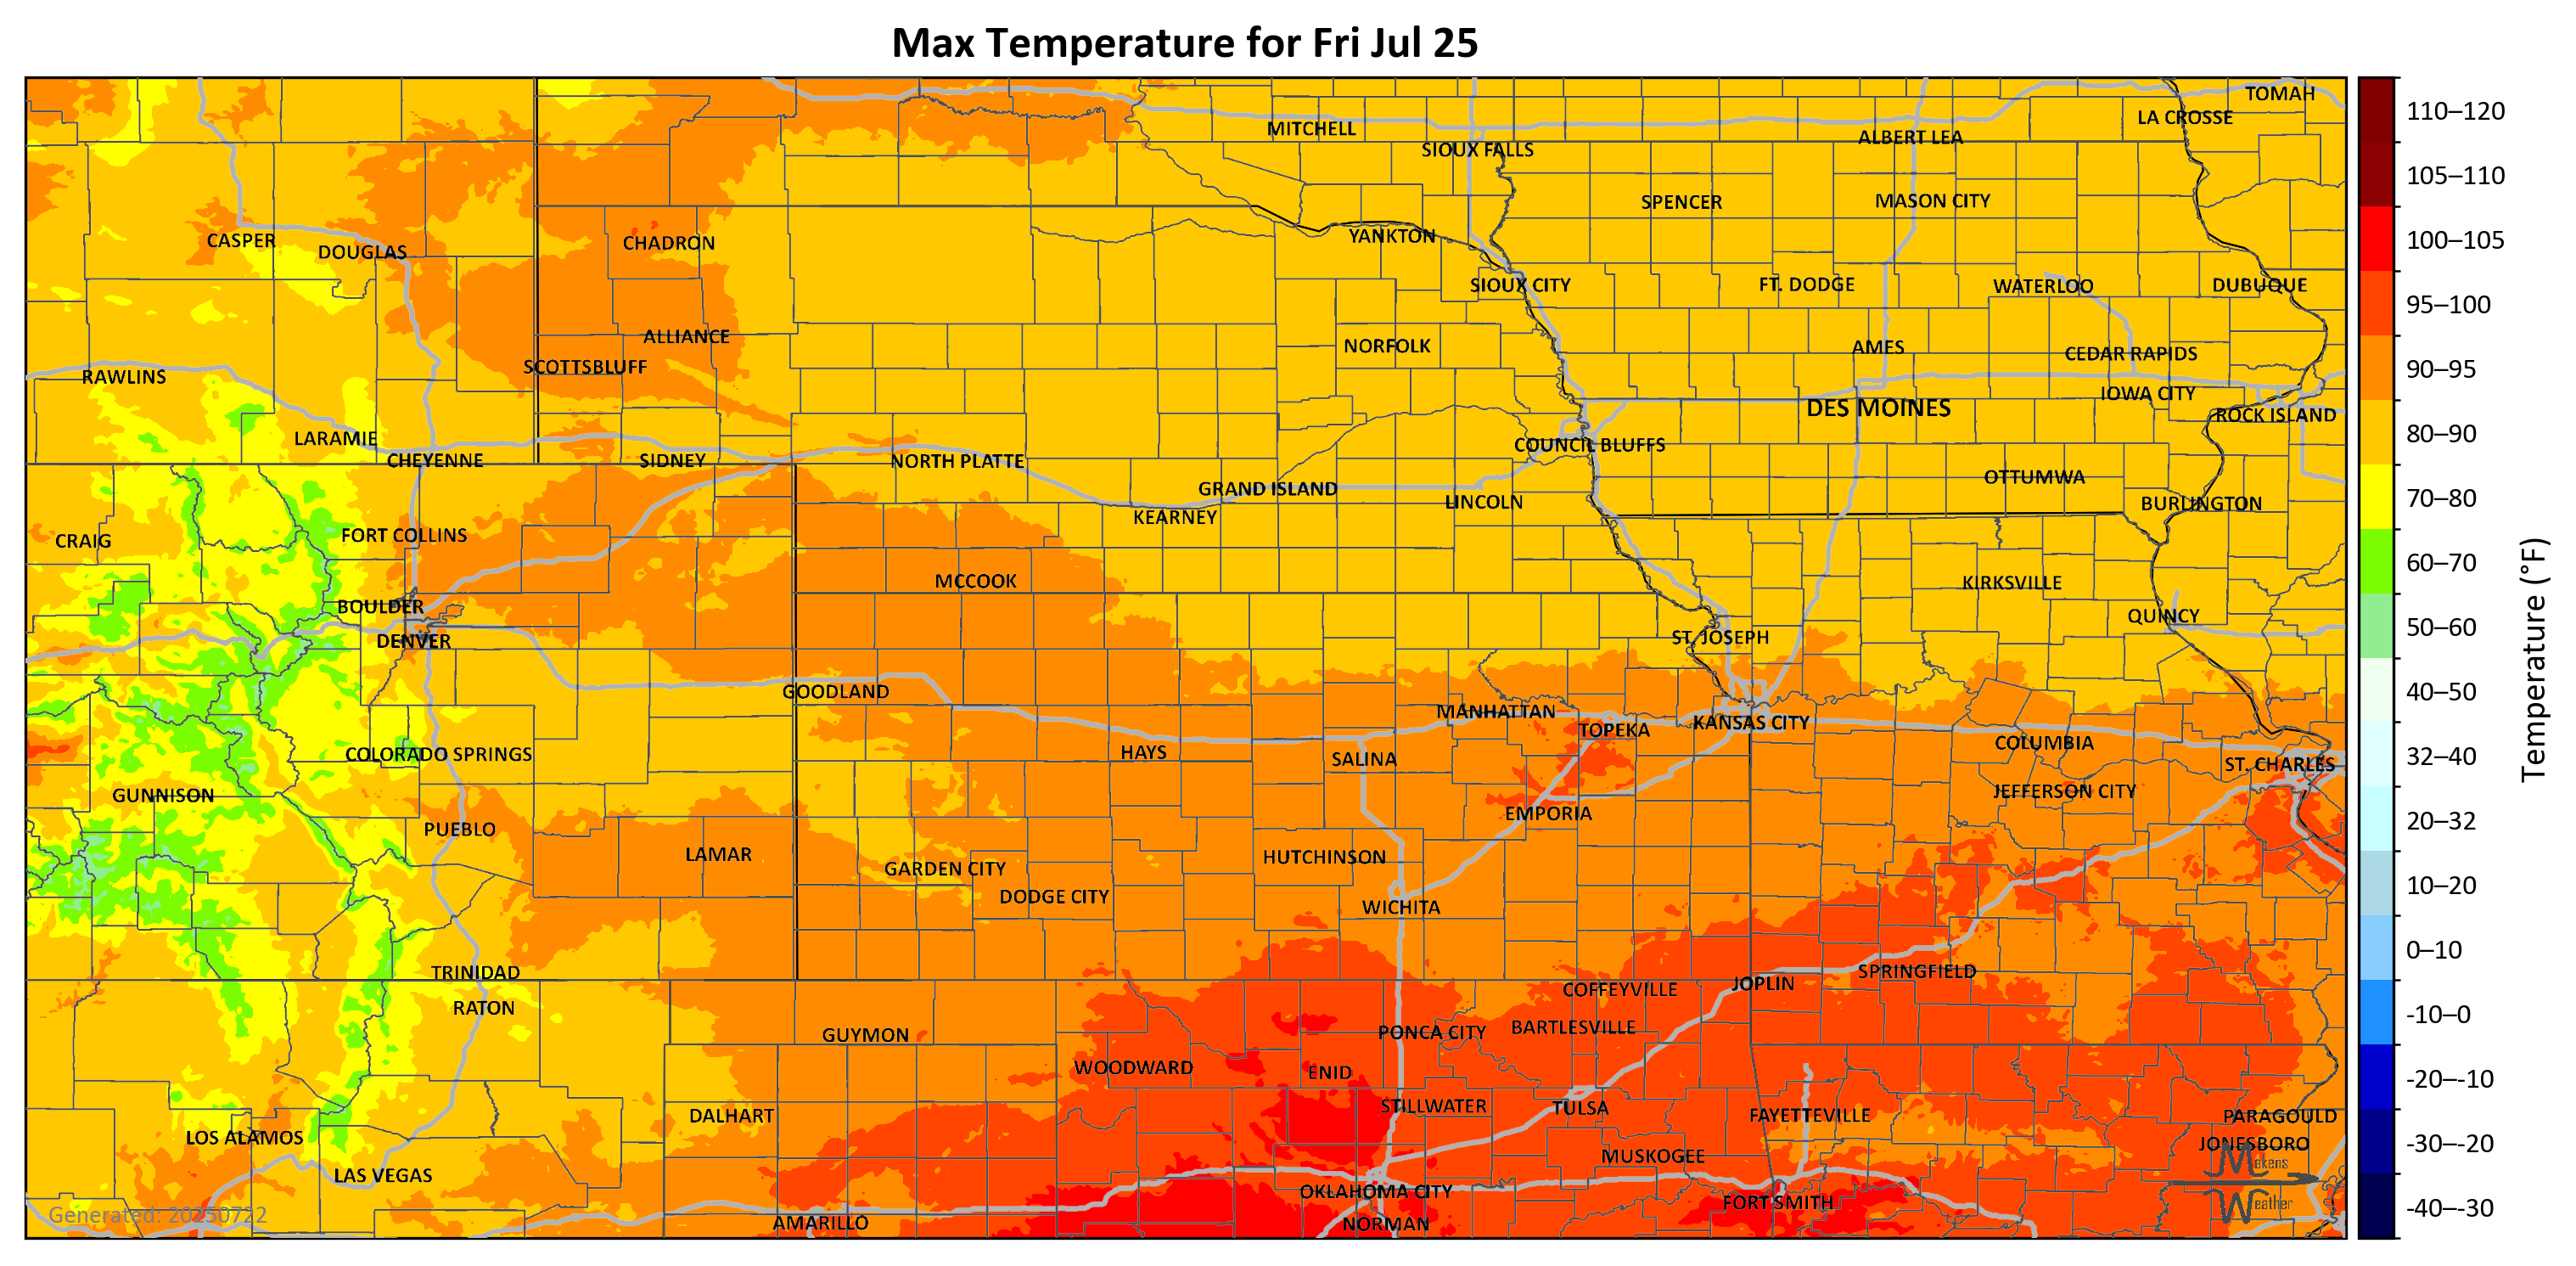 Max Temperature for Fri Jul 25
TOMAH
LA CROSSE
MITCHELL
ALBERT LEA
SIOUX FALLS
SPENCER
MASON CITY
YANKTON
CASPER
CHADRON
DOUGLAS
SIOUX CITY
FT. DODGE
WATERLOO
DUBUQUE
ALLIANCE
NORFOLK
AMES
CEDAR RAPIDS
SCOTTSBLUFF
RAWLINS
IOWA CITY
DES MOINES
ROCK ISLAND
LARAMIE
COUNCIL BLUFFS
CHEYENNE
SIDNEY
NORTH PLATTE
OTTUMWA
GRAND ISLAND
LINCOLN
BURLINGTON
KEARNEY
FORT COLLINS
CRAIG
MCCOOK
KIRKSVILLE
BOULDER
QUINCY
DENVER
ST. JOSEPH
GOODLAND
MANHATTAN
KANSAS CITY
TOPEKA
COLUMBIA
COLORADO SPRINGS
HAYS
SALINA
ST. CHARLES
GUNNISON
JEFFERSON CITY
EMPORIA
PUEBLO
LAMAR
HUTCHINSON
GARDEN CITY
DODGE CITY
WICHITA
TRINIDAD
SPRINGFIELD
JOPLIN
COFFEYVILLE
RATON
GUYMON
PONCA CITY
BARTLESVILLE
WOODWARD
ENID
STILLWATER
TULSA
DALHART
FAYETTEVILLE
PARAGOULD
LOS ALAMOS
JONESBORO
MUSKOGEE
LAS VEGAS
OKLAHOMA CITY
FORT SMITH
AMARILLO
NORMAN
Generated: 20250722
Makens
Weather
110–120
105–110
100–105
95–100
90–95
80–90
70–80
60–70
50–60
40–50
32–40
20–32
10–20
0–10
-10–0
-20–-10
-30–-20
-40–-30
Temperature (°F)